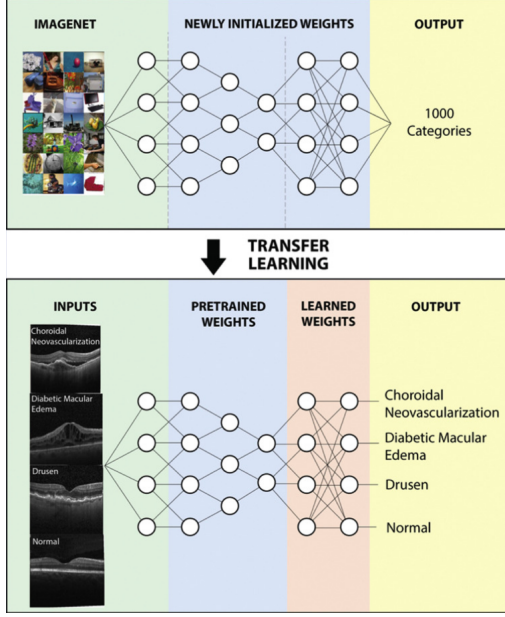 IMAGENET
NEWLY INITIALIZED WEIGHTS
OUTPUT
1000
Categories
TRANSFER
LEARNING
INPUTS
PRETRAINED
WEIGHTS
LEARNED
WEIGHTS
OUTPUT
Choroidal
Neovascularization
Diabetic Macular
Edema
Drusen
Normal
Choroidal
Neovascularization
Diabetic Macular
Edema
Drusen
Normal